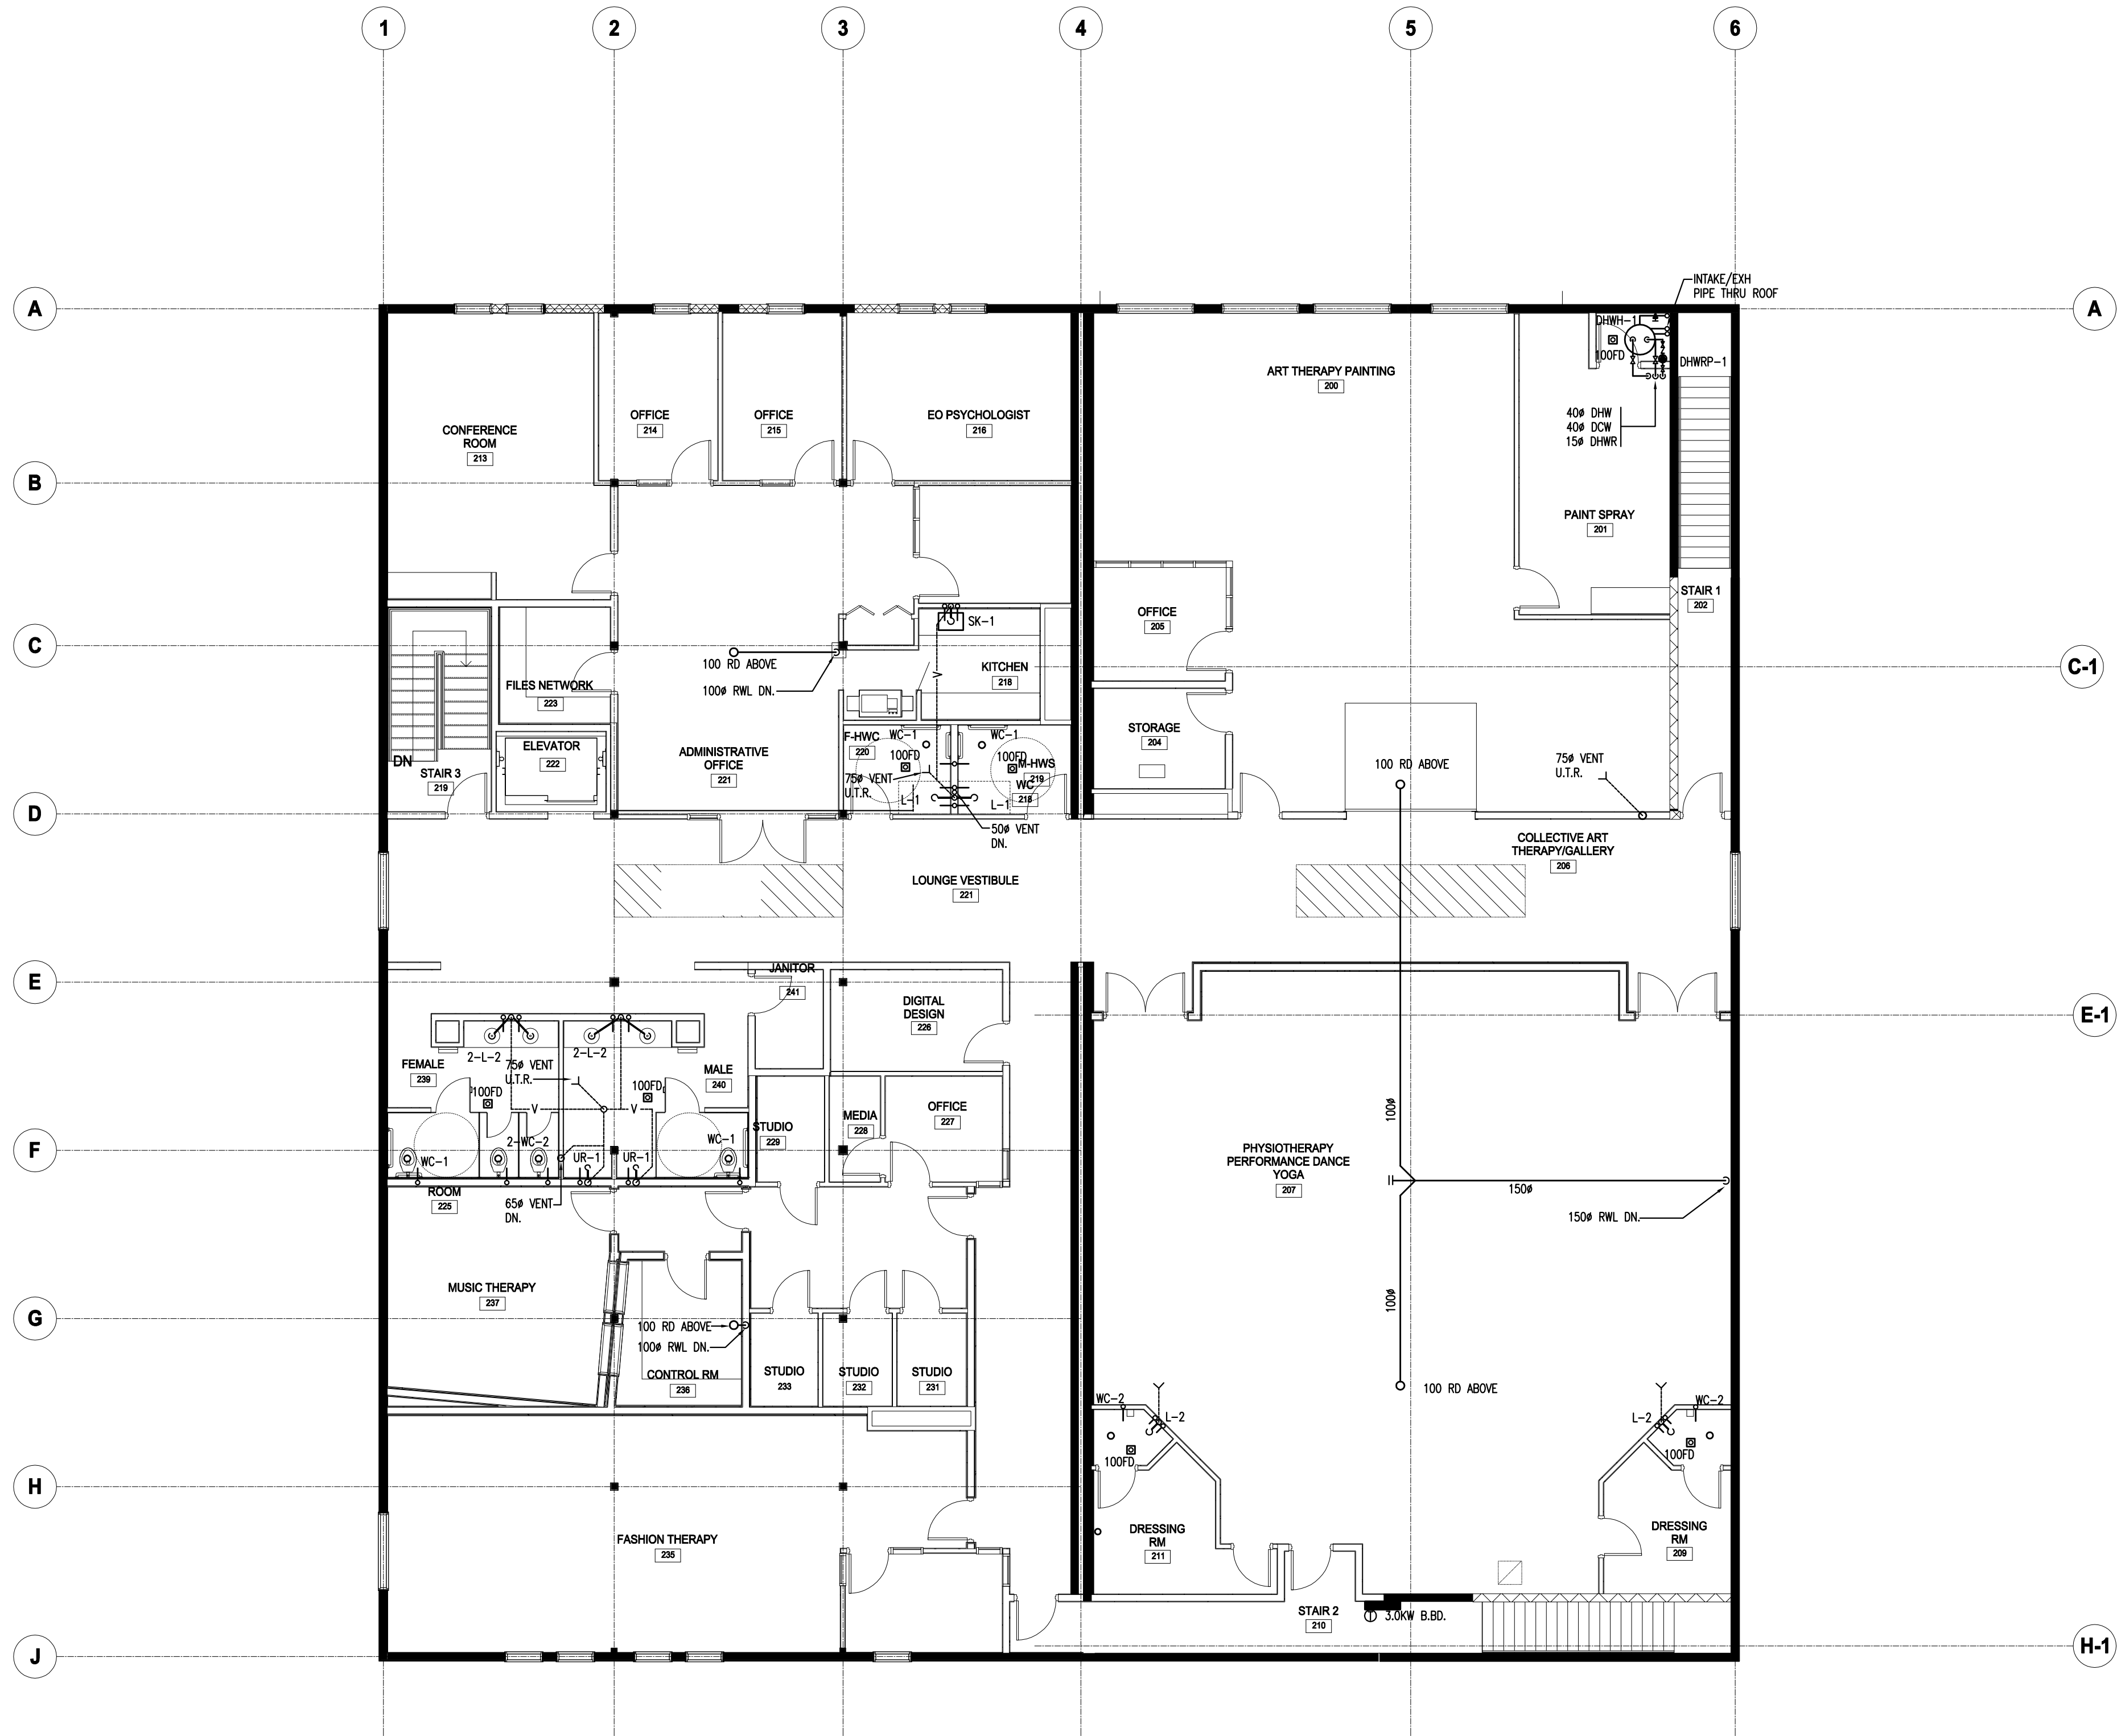 1
2
3
4
5
6
INTAKE/EXH
PIPE THRU ROOF
A
A
DHWH-1
100FD
DHWRP-1
ART THERAPY PAINTING
200
40ø DHW
40ø DCW
15ø DHWR
OFFICE
214
OFFICE
215
EO PSYCHOLOGIST
216
CONFERENCE
ROOM
213
B
PAINT SPRAY
201
STAIR 1
202
OFFICE
205
SK-1
C
100 RD ABOVE
KITCHEN
218
C-1
FILES NETWORK
223
100ø RWL DN.
V
STORAGE
204
ELEVATOR
222
ADMINISTRATIVE
OFFICE
221
F-HWC
220
WC-1
WC-1
100FD
100FD
M-HWS
219
75ø VENT
U.T.R.
WC
218
L-1
L-1
DN
STAIR 3
219
100 RD ABOVE
75ø VENT
U.T.R.
D
50ø VENT
DN.
COLLECTIVE ART
THERAPY/GALLERY
206
LOUNGE VESTIBULE
221
E
JANITOR
241
DIGITAL
DESIGN
226
E-1
2-L-2
2-L-2
FEMALE
239
75ø VENT
U.T.R.
MALE
240
100FD
100FD
V
V
STUDIO
229
MEDIA
228
OFFICE
227
100ø
F
WC-1
2-WC-2
UR-1
UR-1
WC-1
PHYSIOTHERAPY
PERFORMANCE DANCE
YOGA
207
150ø
150ø RWL DN.
ROOM
225
65ø VENT
DN.
MUSIC THERAPY
237
100ø
G
100 RD ABOVE
100ø RWL DN.
CONTROL RM
236
STUDIO
233
STUDIO
232
STUDIO
231
100 RD ABOVE
WC-2
L-2
100FD
L-2
WC-2
100FD
H
FASHION THERAPY
235
DRESSING
RM
211
DRESSING
RM
209
STAIR 2
210
3.0KW B.BD.
J
H-1